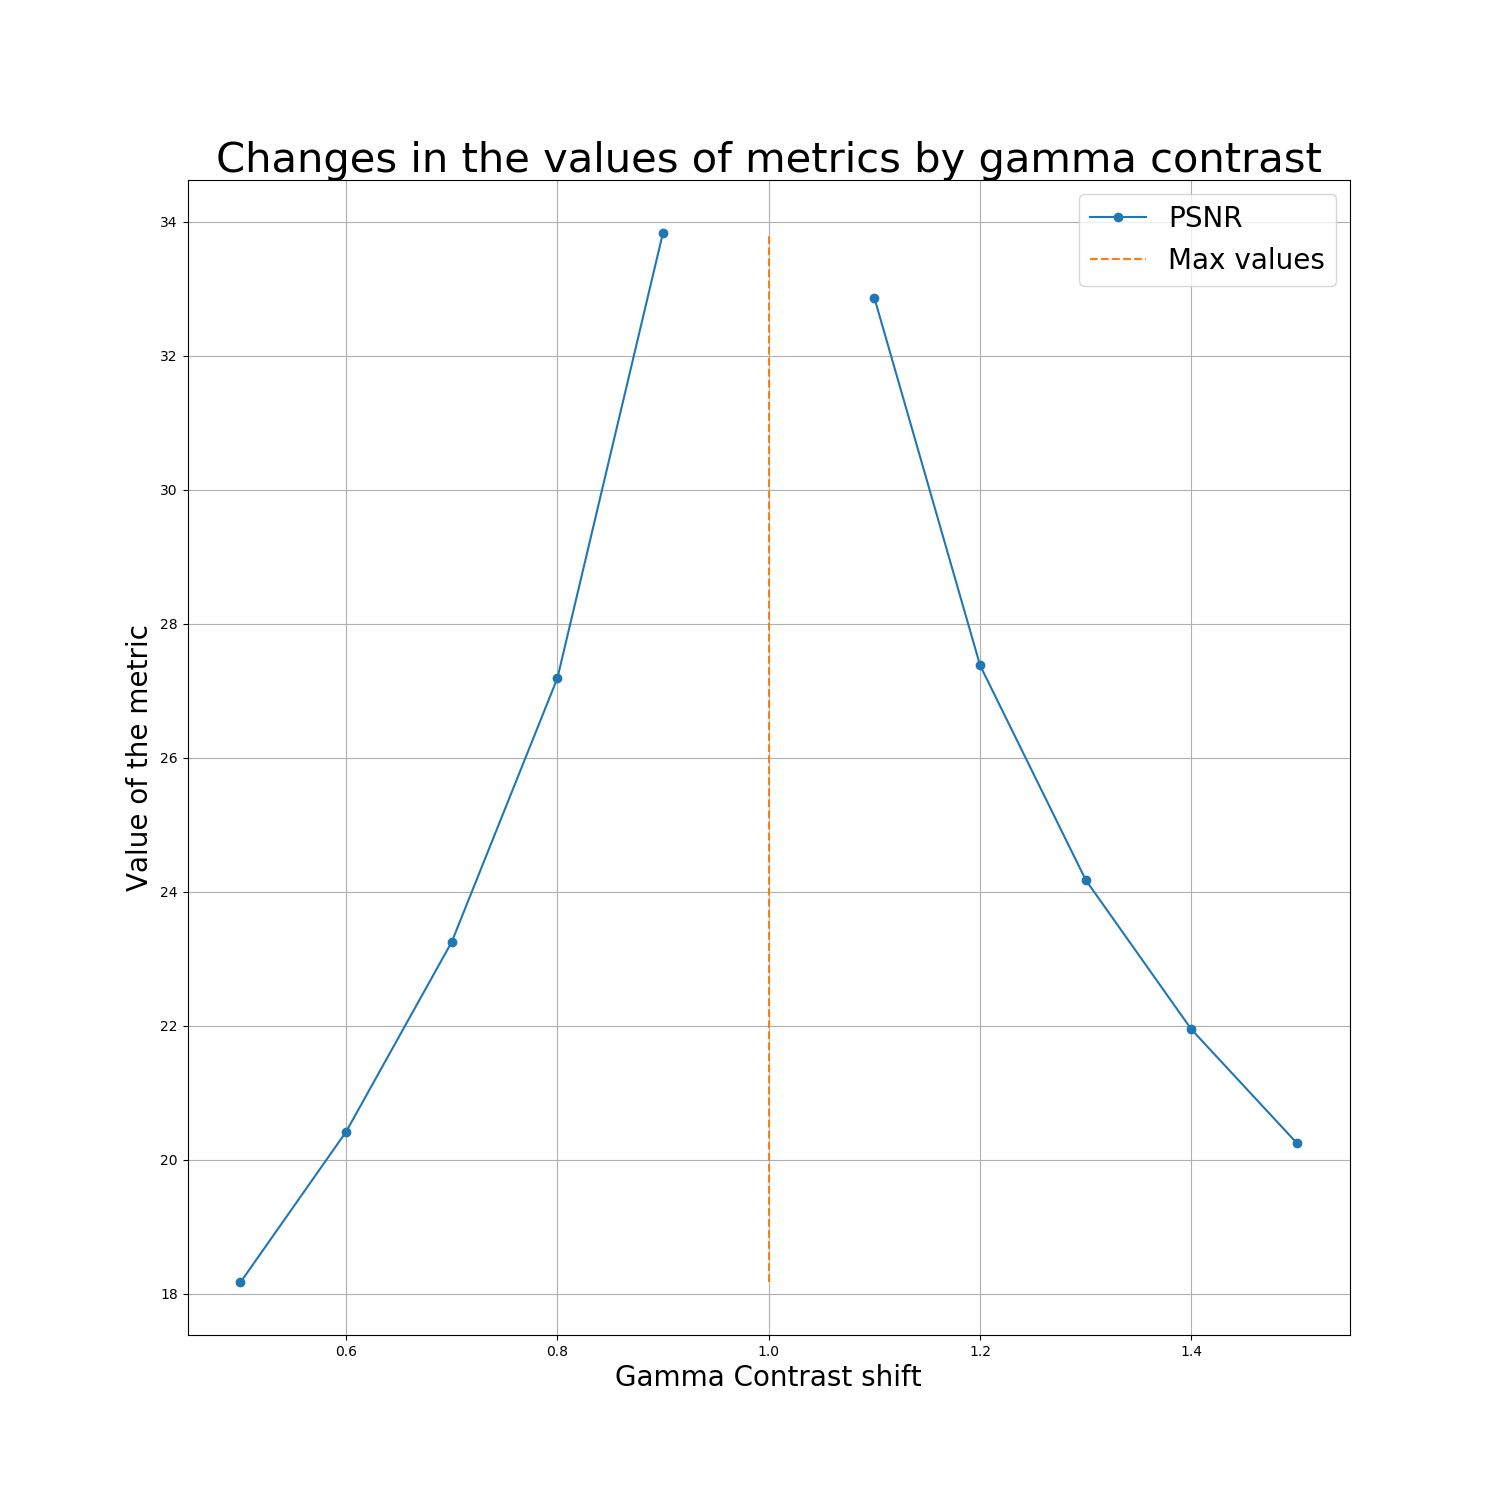 Changes in the values of metrics by gamma contrast
PSNR
Max values
34
32
30
28
26
24
22
20
18
Value of the metric
0.6 0.8 1.0 1.2 1.4
Gamma Contrast shift